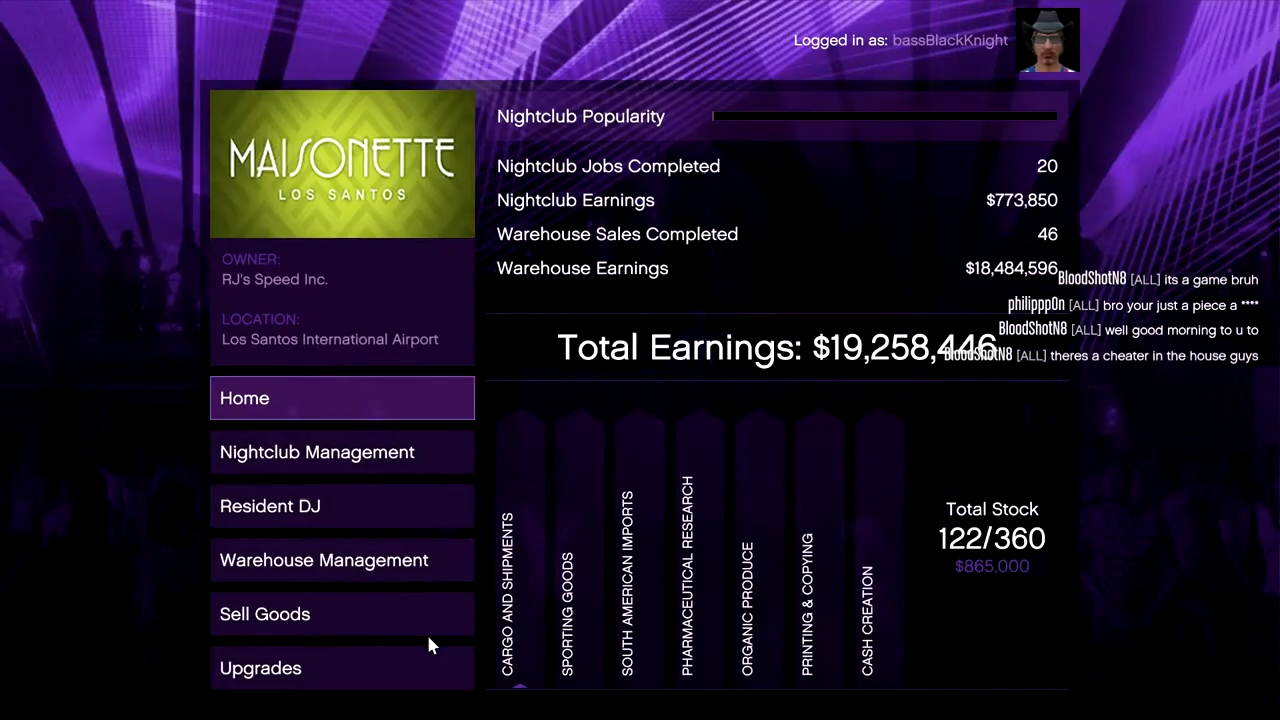 Logged in as: bassBlackKnight
MAISONETTE
LOS SANTOS
OWNER:
RJ's Speed Inc.
LOCATION:
Los Santos International Airport
Home
Nightclub Management
Resident DJ
Warehouse Management
Sell Goods
Upgrades
Nightclub Popularity
Nightclub Jobs Completed 20
Nightclub Earnings $773,850
Warehouse Sales Completed 46
Warehouse Earnings $18,484,596
Total Earnings: $19,258,446
CARGO AND SHIPMENTS
SPORTING GOODS
SOUTH AMERICAN IMPORTS
PHARMACEUTICAL RESEARCH
ORGANIC PRODUCE
PRINTING & COPYING
CASH CREATION
Total Stock
122/360
$865,000
BloodShotN8 [ALL] its a game bruh
philippp0n [ALL] bro your just a piece a ****
BloodShotN8 [ALL] well good morning to u to
BloodShotN8 [ALL] theres a cheater in the house guys